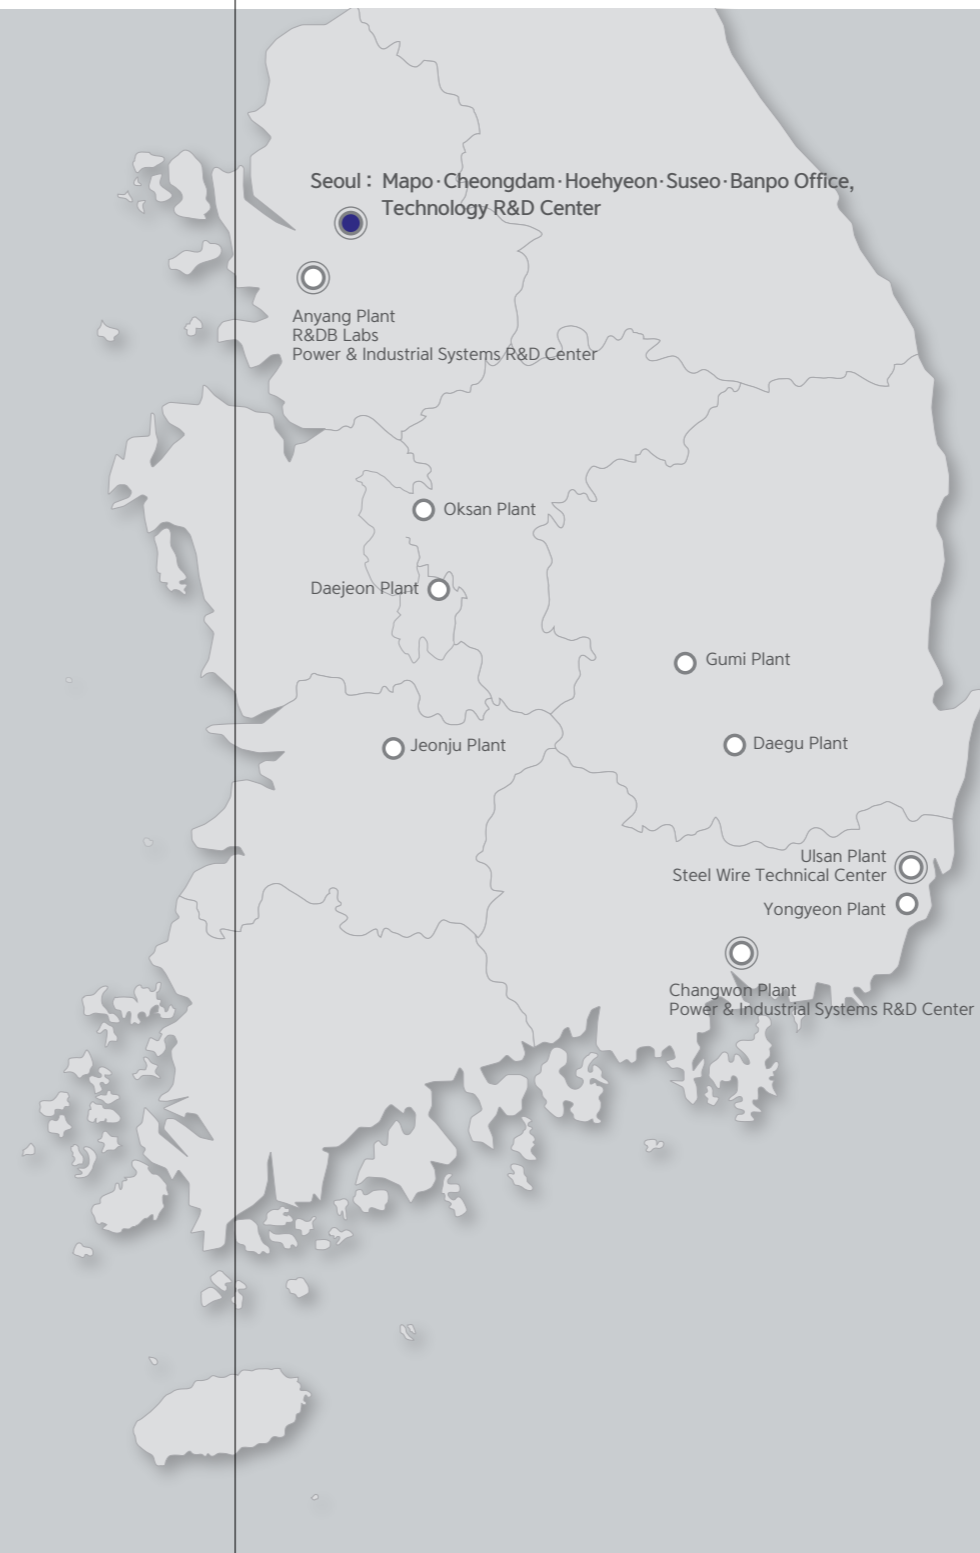 Seoul : Mapo·Cheongdam·Hoehyeon·Suseo·Banpo Office,
Technology R&D Center
Anyang Plant
R&DB Labs
Power & Industrial Systems R&D Center
Oksan Plant
Daejeon Plant
Gumi Plant
Jeonju Plant
Daegu Plant
Ulsan Plant
Steel Wire Technical Center
Yongyeon Plant
Changwon Plant
Power & Industrial Systems R&D Center